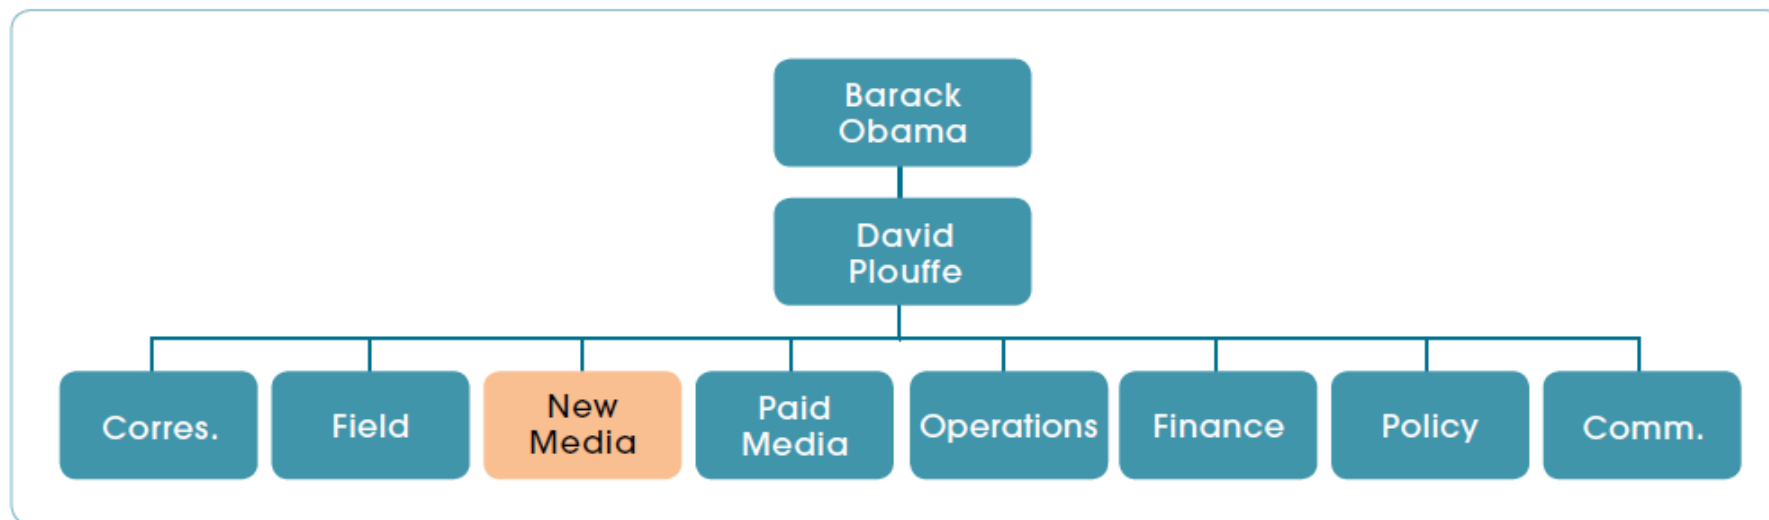 Barack
Obama
David
Plouffe
Corres.
Field
New
Media
Paid
Media
Operations
Finance
Policy
Comm.